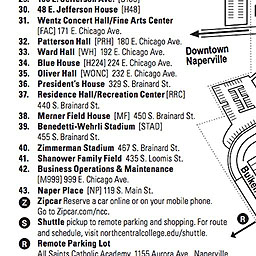 40. 48 E. Jefferson House [H48]
31. Wentz Concert Hall/Fine Arts Center
[FAC] 171 E. Chicago Ave.
32. Patterson Hall [PRH] 180 E. Chicago Ave.
33. Ward Hall [WH] 192 E. Chicago Ave.
34. Blue House [H224] 224 E. Chicago Ave.
35. Oliver Hall [WONC] 232 E. Chicago Ave.
36. President's House 329 S. Brainard St.
37. Residence Hall/Recreation Center [RRC]
440 S. Brainard St.
38. Merner Field House [MF] 450 S. Brainard St.
39. Benedetti-Wehrli Stadium [STAD]
455 S. Brainard St.
40. Zimmerman Stadium 467 S. Brainard St.
41. Shanower Family Field 435 S. Loomis St.
42. Business Operations & Maintenance
[M999] 999 E. Chicago Ave.
43. Naper Place [NP] 119 S. Main St.
Z Zipcar Reserve a car online or on your mobile phone.
Go to Zipcar.com/ncc.
S Shuttle pickup to remote parking and shopping. For route
and schedule, visit northcentralcollege.edu/shuttle.
R Remote Parking Lot
All Saints Catholic Academy 1155 Aurora Ave., Naperville
Downtown
Naperville
R